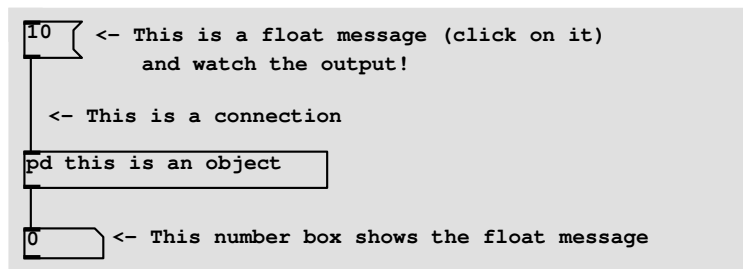 10 <- This is a float message (click on it)
and watch the output!
<- This is a connection
pd this is an object
0 <- This number box shows the float message